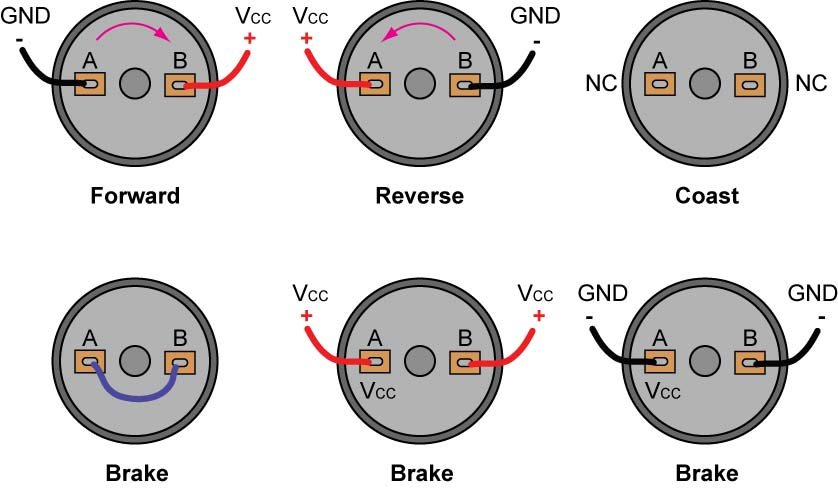 GND - A B Vcc +
Forward
Vcc + A B GND -
Reverse
NC A B NC
Coast
A B
Brake
Vcc + A B Vcc +
Vcc
Brake
GND - A B GND -
Vcc
Brake